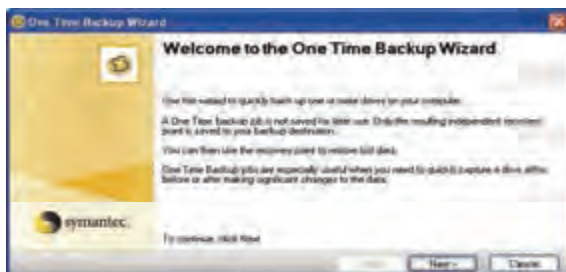 One Time Backup Wizard
Welcome to the One Time Backup Wizard
Use this wizard to quickly back up one or more drives on your computer.
A One Time backup job is not saved for later use. Only the resulting independent recovery
point is saved to your backup destination.
You can then use the recovery point to restore lost data.
One Time Backup jobs are especially useful when you need to quickly capture a drive either
before or after making significant changes to the data.
symantec.
To continue, click Next
Next >
Cancel